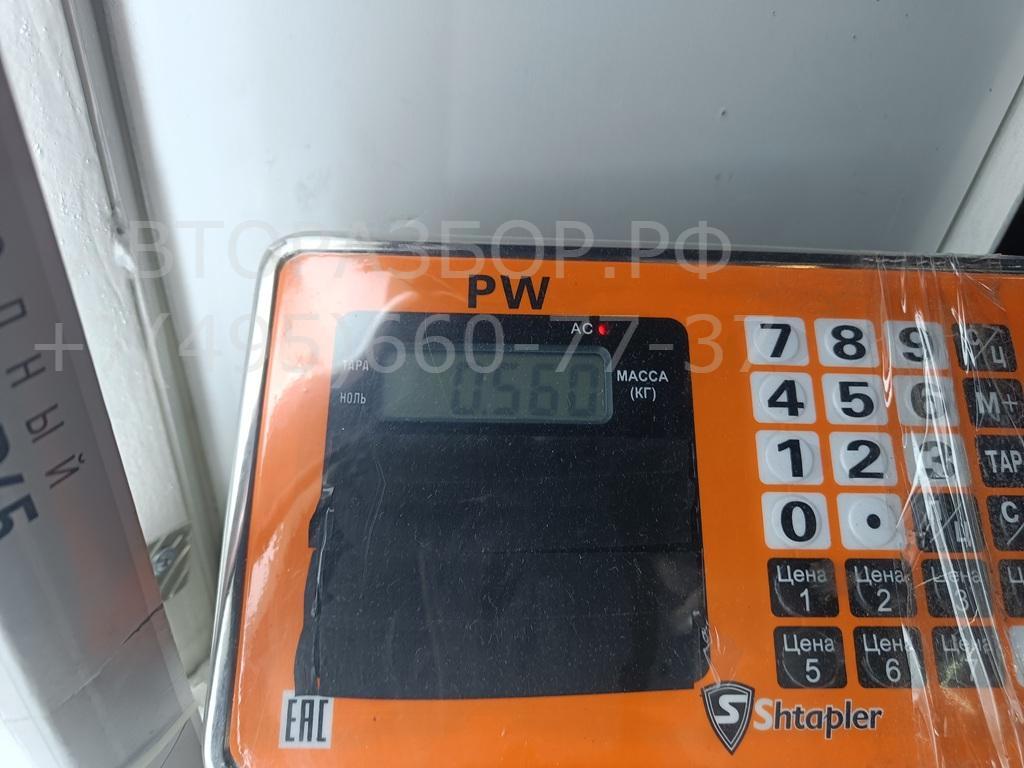 ВТОРАЗБОР.РФ
+7(495)660-77-37
PW
AC
ТАРА
НОЛЬ
0.560
МАССА
(КГ)
7 8 9
4 5 6 М+
1 2 3 ТАР
0 . С
Цена 1
Цена 2
Цена 3
Цена 5
Цена 6
Цена 7
EAC
S Shtapler
ДНЫЙ